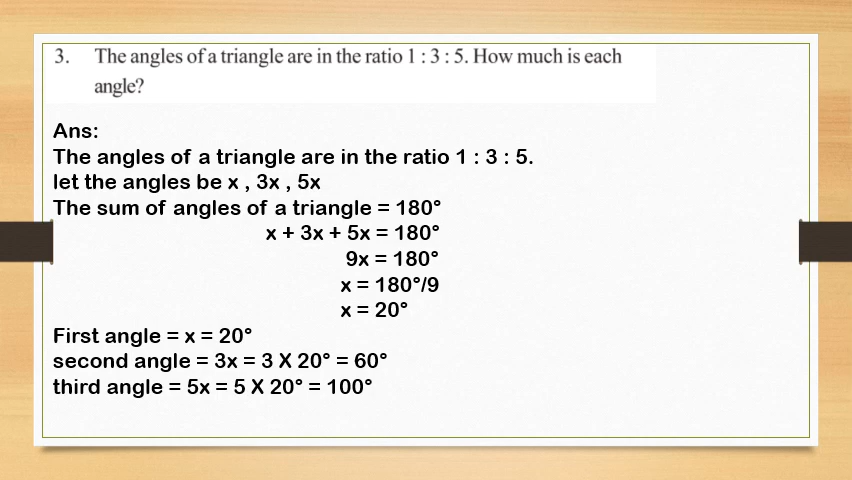 3. The angles of a triangle are in the ratio 1 : 3 : 5. How much is each
angle?
Ans:
The angles of a triangle are in the ratio 1 : 3 : 5.
let the angles be x , 3x , 5x
The sum of angles of a triangle = 180°
x + 3x + 5x = 180°
9x = 180°
x = 180°/9
x = 20°
First angle = x = 20°
second angle = 3x = 3 X 20° = 60°
third angle = 5x = 5 X 20° = 100°